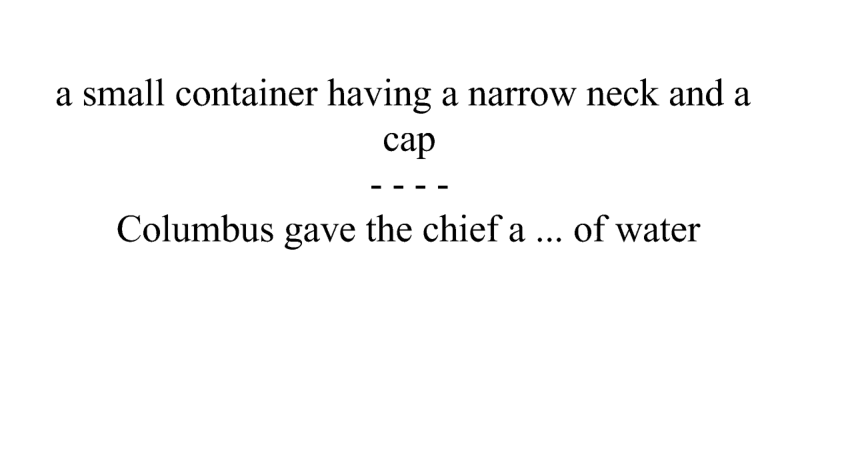 a small container having a narrow neck and a
cap
- - - -
Columbus gave the chief a ... of water